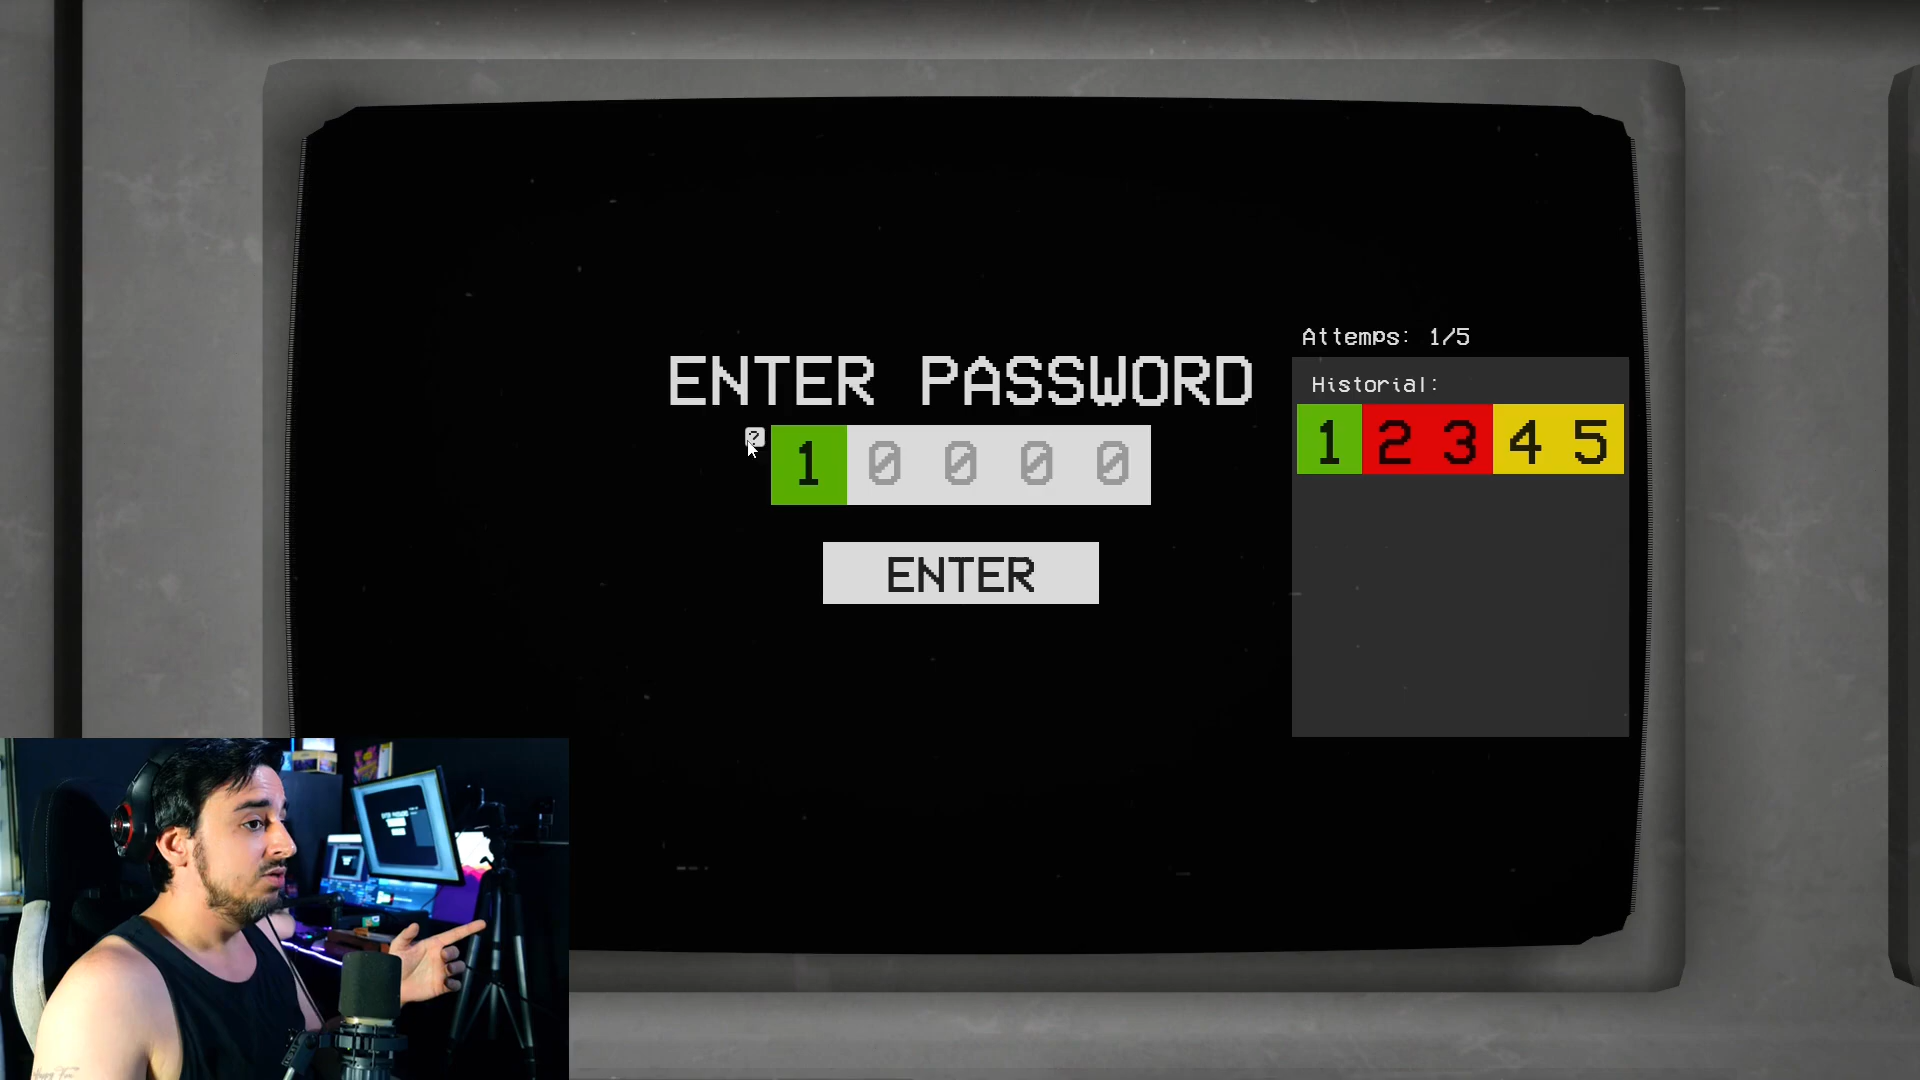 Attemps: 1/5
ENTER PASSWORD
Historial:
1 2 3 4 5
?
1 0 0 0 0
ENTER